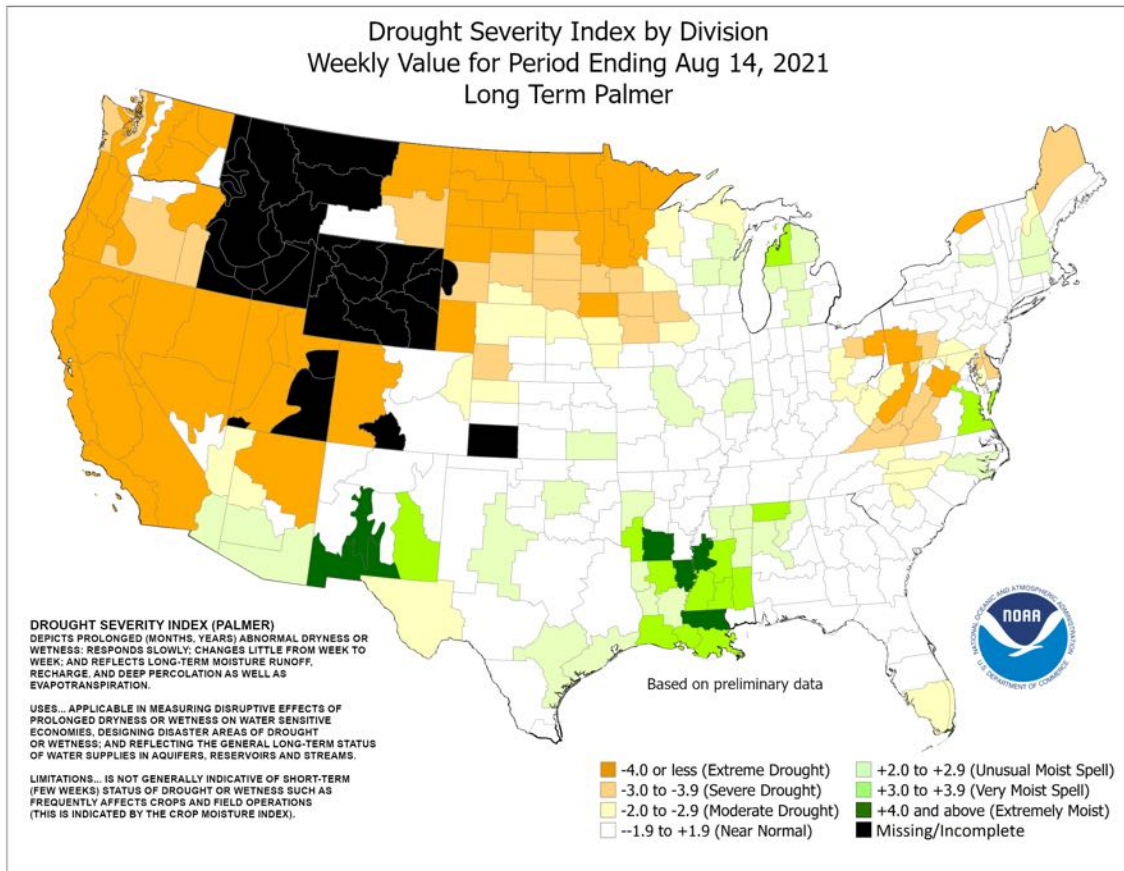 Drought Severity Index by Division
Weekly Value for Period Ending Aug 14, 2021
Long Term Palmer
DROUGHT SEVERITY INDEX (PALMER)
DEPICTS PROLONGED (MONTHS, YEARS) ABNORMAL DRYNESS OR
WETNESS; RESPONDS SLOWLY; CHANGES LITTLE FROM WEEK TO
WEEK; AND REFLECTS LONG-TERM MOISTURE RUNOFF,
RECHARGE, AND DEEP PERCOLATION AS WELL AS
EVAPOTRANSPIRATION.
USES... APPLICABLE IN MEASURING DISRUPTIVE EFFECTS OF
PROLONGED DRYNESS OR WETNESS ON WATER SENSITIVE
ECONOMIES, DESIGNING DISASTER AREAS OF DROUGHT
OR WETNESS; AND REFLECTING THE GENERAL LONG-TERM STATUS
OF WATER SUPPLIES IN AQUIFERS, RESERVOIRS AND STREAMS.
LIMITATIONS... IS NOT GENERALLY INDICATIVE OF SHORT-TERM
(FEW WEEKS) STATUS OF DROUGHT OR WETNESS SUCH AS
FREQUENTLY AFFECTS CROPS AND FIELD OPERATIONS
(THIS IS INDICATED BY THE CROP MOISTURE INDEX).
Based on preliminary data
NATIONAL OCEANIC AND ATMOSPHERIC ADMINISTRATION
NOAA
U.S. DEPARTMENT OF COMMERCE
-4.0 or less (Extreme Drought)
-3.0 to -3.9 (Severe Drought)
-2.0 to -2.9 (Moderate Drought)
--1.9 to +1.9 (Near Normal)
+2.0 to +2.9 (Unusual Moist Spell)
+3.0 to +3.9 (Very Moist Spell)
+4.0 and above (Extremely Moist)
Missing/Incomplete